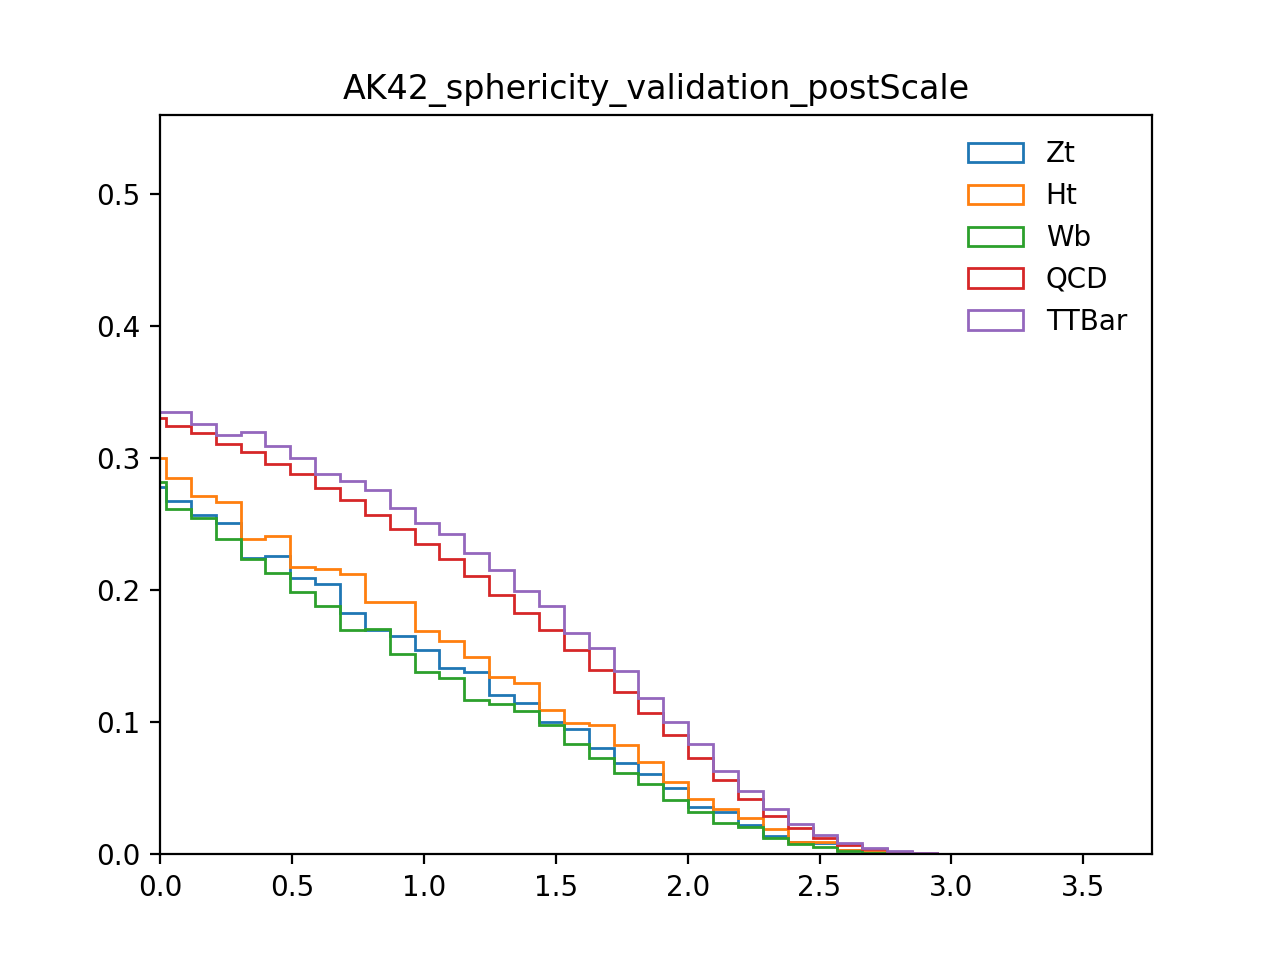 AK42_sphericity_validation_postScale
Zt
Ht
Wb
QCD
TTBar
0.5
0.4
0.3
0.2
0.1
0.0
0.0 0.5 1.0 1.5 2.0 2.5 3.0 3.5